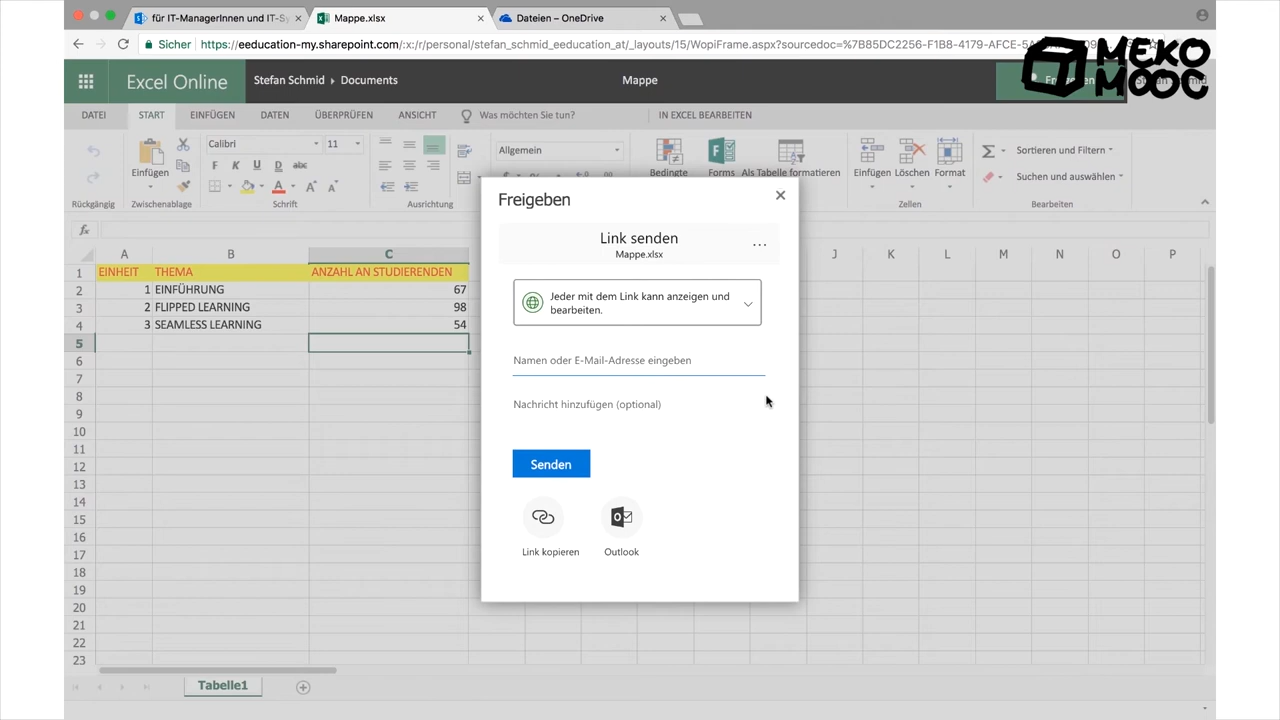 für IT-ManagerInnen und IT-Sy
Mappe.xlsx
Dateien – OneDrive
Sicher
https://eeducation-my.sharepoint.com/:x:/r/personal/stefan_schmid_eeducation_at/_layouts/15/WopiFrame.aspx?sourcedoc=%7B85DC2256-F1B8-4179-AFCE-5
MEKO
MOOC
Excel Online
Stefan Schmid
Documents
Mappe
DATEI
START
EINFÜGEN
DATEN
ÜBERPRÜFEN
ANSICHT
Was möchten Sie tun?
IN EXCEL BEARBEITEN
Calibri
11
Allgemein
F K U D abc
Einfügen
Bedingte
Forms
Als Tabelle formatieren
Einfügen
Löschen
Format
Sortieren und Filtern
Suchen und auswählen
Rückgängig
Zwischenablage
Schrift
Ausrichtung
Zellen
Bearbeiten
fx
A B C J K L M N O P
1 EINHEIT THEMA ANZAHL AN STUDIERENDEN
2 1 EINFÜHRUNG 67
3 2 FLIPPED LEARNING 98
4 3 SEAMLESS LEARNING 54
5
6
7
8
9
10
11
12
13
14
15
16
17
18
19
20
21
22
23
Tabelle1
Freigeben
Link senden
Mappe.xlsx
Jeder mit dem Link kann anzeigen und
bearbeiten.
Namen oder E-Mail-Adresse eingeben
Nachricht hinzufügen (optional)
Senden
Link kopieren
Outlook